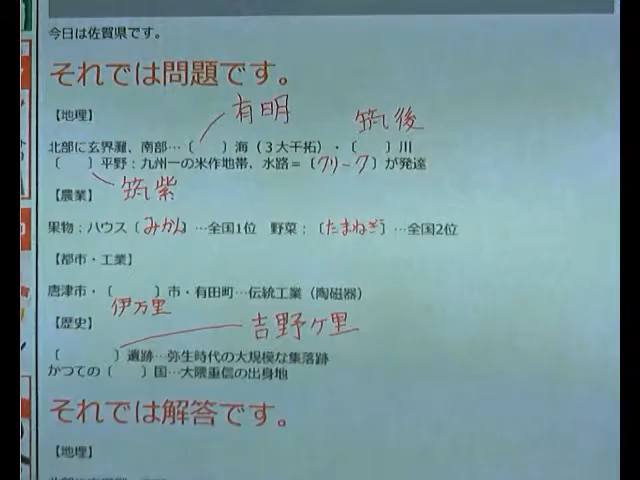 今日は佐賀県です。
それでは問題です。
【地理】
有明
筑後
北部に玄界灘、南部…〔　　〕海（３大干拓）・〔　　〕川
〔　　〕平野：九州一の米作地帯、水路＝〔クリーク〕が発達
筑紫
【農業】
果物：ハウス〔みかん〕…全国1位　野菜：〔たまねぎ〕…全国2位
【都市・工業】
唐津市・〔　　　〕市・有田町…伝統工業（陶磁器）
伊万里
【歴史】
吉野ヶ里
〔　　　　〕遺跡…弥生時代の大規模な集落跡
かつての〔　　〕国…大隈重信の出身地
それでは解答です。
【地理】